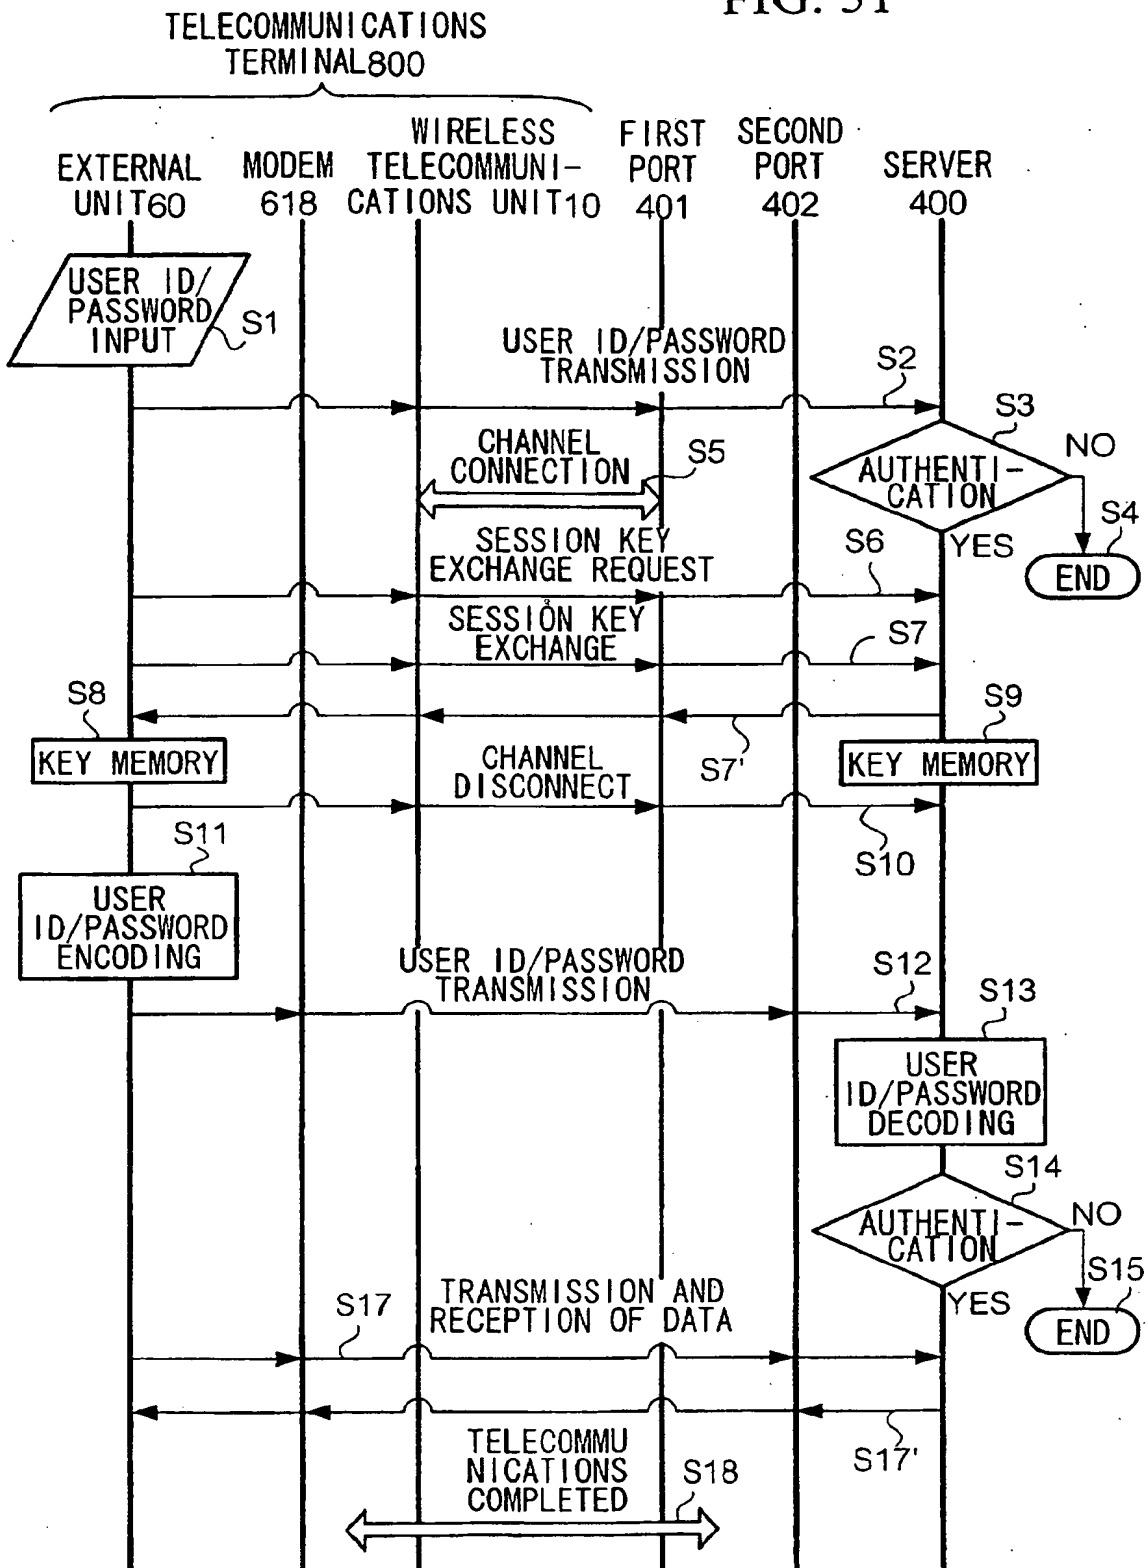 FIG. 31
TELECOMMUNICATIONS
TERMINAL800
EXTERNAL
UNIT60
MODEM
618
WIRELESS
TELECOMMUNI-
CATIONS UNIT10
FIRST
PORT
401
SECOND
PORT
402
SERVER
400
USER ID/
PASSWORD
INPUT
S1
USER ID/PASSWORD
TRANSMISSION
S2
S3
CHANNEL
CONNECTION
S5
AUTHENTI-
CATION
NO
S4
YES
END
SESSION KEY
EXCHANGE REQUEST
S6
SESSION KEY
EXCHANGE
S7
S8
KEY MEMORY
S7'
S9
KEY MEMORY
CHANNEL
DISCONNECT
S10
S11
USER
ID/PASSWORD
ENCODING
USER ID/PASSWORD
TRANSMISSION
S12
S13
USER
ID/PASSWORD
DECODING
S14
AUTHENTI-
CATION
NO
S15
YES
END
TRANSMISSION AND
RECEPTION OF DATA
S17
S17'
TELECOMMU
NICATIONS
COMPLETED
S18